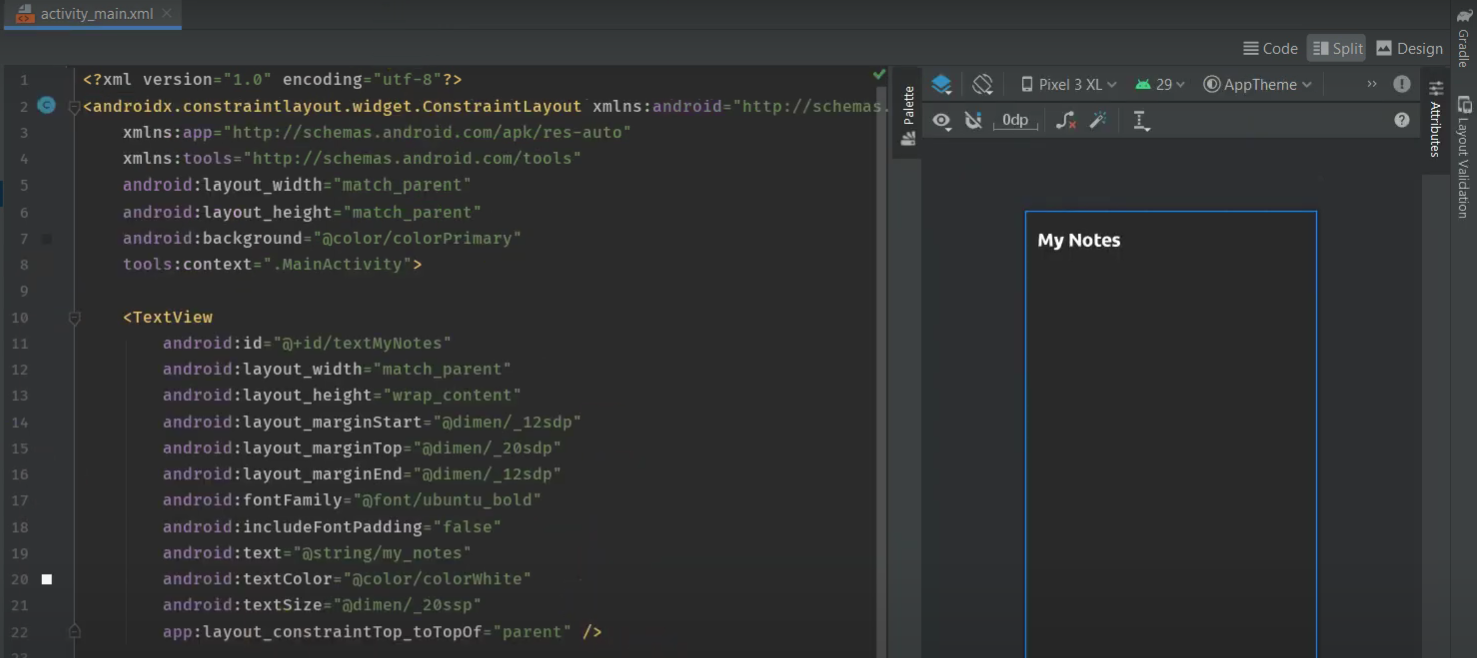 activity_main.xml
Code Split Design
Gradle
Layout Validation
1 <?xml version="1.0" encoding="utf-8"?>
2 <androidx.constraintlayout.widget.ConstraintLayout xmlns:android="http://schemas.
3 xmlns:app="http://schemas.android.com/apk/res-auto"
4 xmlns:tools="http://schemas.android.com/tools"
5 android:layout_width="match_parent"
6 android:layout_height="match_parent"
7 android:background="@color/colorPrimary"
8 tools:context=".MainActivity">
9
10 <TextView
11 android:id="@+id/textMyNotes"
12 android:layout_width="match_parent"
13 android:layout_height="wrap_content"
14 android:layout_marginStart="@dimen/_12sdp"
15 android:layout_marginTop="@dimen/_20sdp"
16 android:layout_marginEnd="@dimen/_12sdp"
17 android:fontFamily="@font/ubuntu_bold"
18 android:includeFontPadding="false"
19 android:text="@string/my_notes"
20 android:textColor="@color/colorWhite"
21 android:textSize="@dimen/_20ssp"
22 app:layout_constraintTop_toTopOf="parent" />
Palette
Pixel 3 XL 29 AppTheme
0dp
Attributes
My Notes